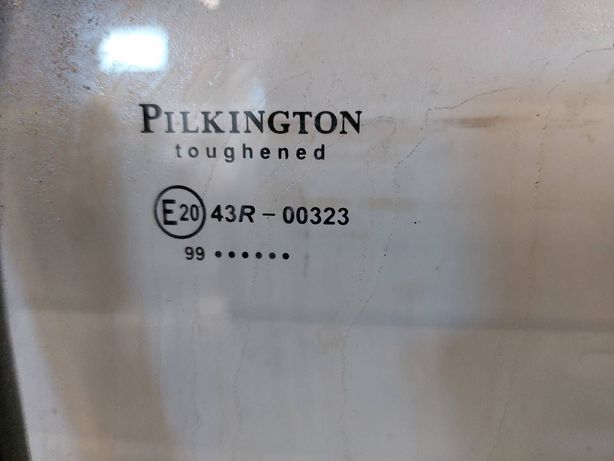 PILKINGTON
toughened
E20 43R - 00323
99 ••••••